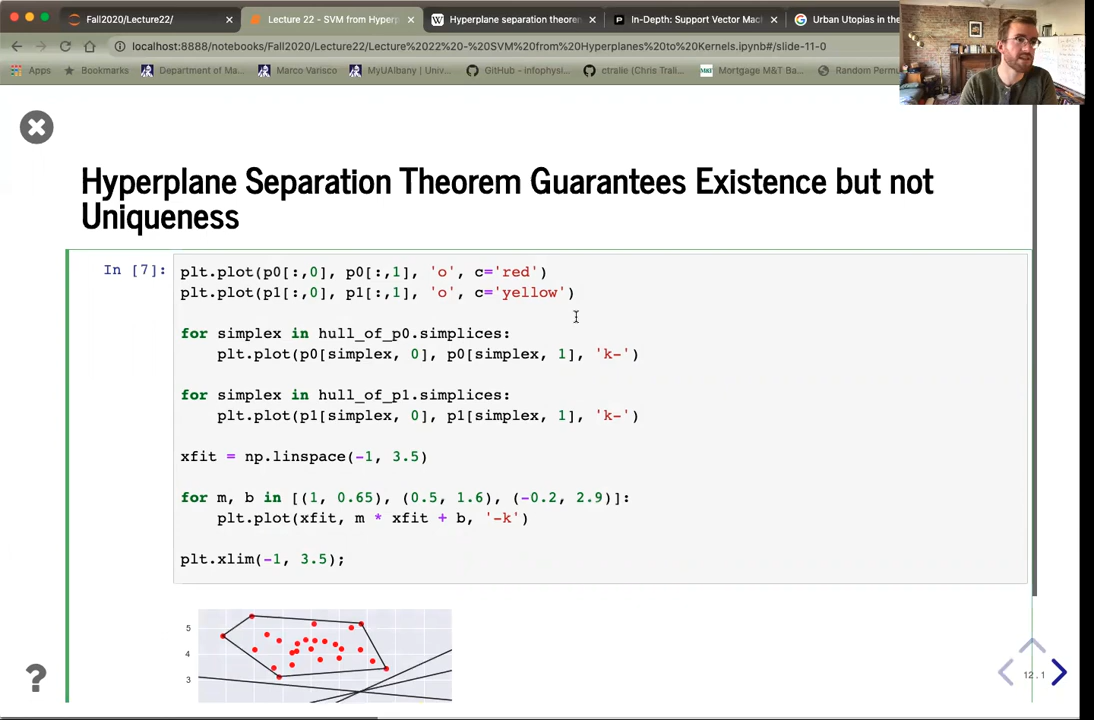 Fall2020/Lecture22/
Lecture 22 - SVM from Hyperp
Hyperplane separation theorem
In-Depth: Support Vector Mac
Urban Utopias in the
localhost:8888/notebooks/Fall2020/Lecture22/Lecture%2022%20-%20SVM%20from%20Hyperplanes%20to%20Kernels.ipynb#/slide-11-0
Apps
Bookmarks
Department of Ma...
Marco Varisco
MyUAlbany | Univ...
GitHub - infophysi...
ctralie (Chris Trali...
Mortgage M&T Ba...
Random Permu
Hyperplane Separation Theorem Guarantees Existence but not
Uniqueness
In [7]:
plt.plot(p0[:,0], p0[:,1], 'o', c='red')
plt.plot(p1[:,0], p1[:,1], 'o', c='yellow')
for simplex in hull_of_p0.simplices:
    plt.plot(p0[simplex, 0], p0[simplex, 1], 'k-')
for simplex in hull_of_p1.simplices:
    plt.plot(p1[simplex, 0], p1[simplex, 1], 'k-')
xfit = np.linspace(-1, 3.5)
for m, b in [(1, 0.65), (0.5, 1.6), (-0.2, 2.9)]:
    plt.plot(xfit, m * xfit + b, '-k')
plt.xlim(-1, 3.5);
5
4
3
?
12.1